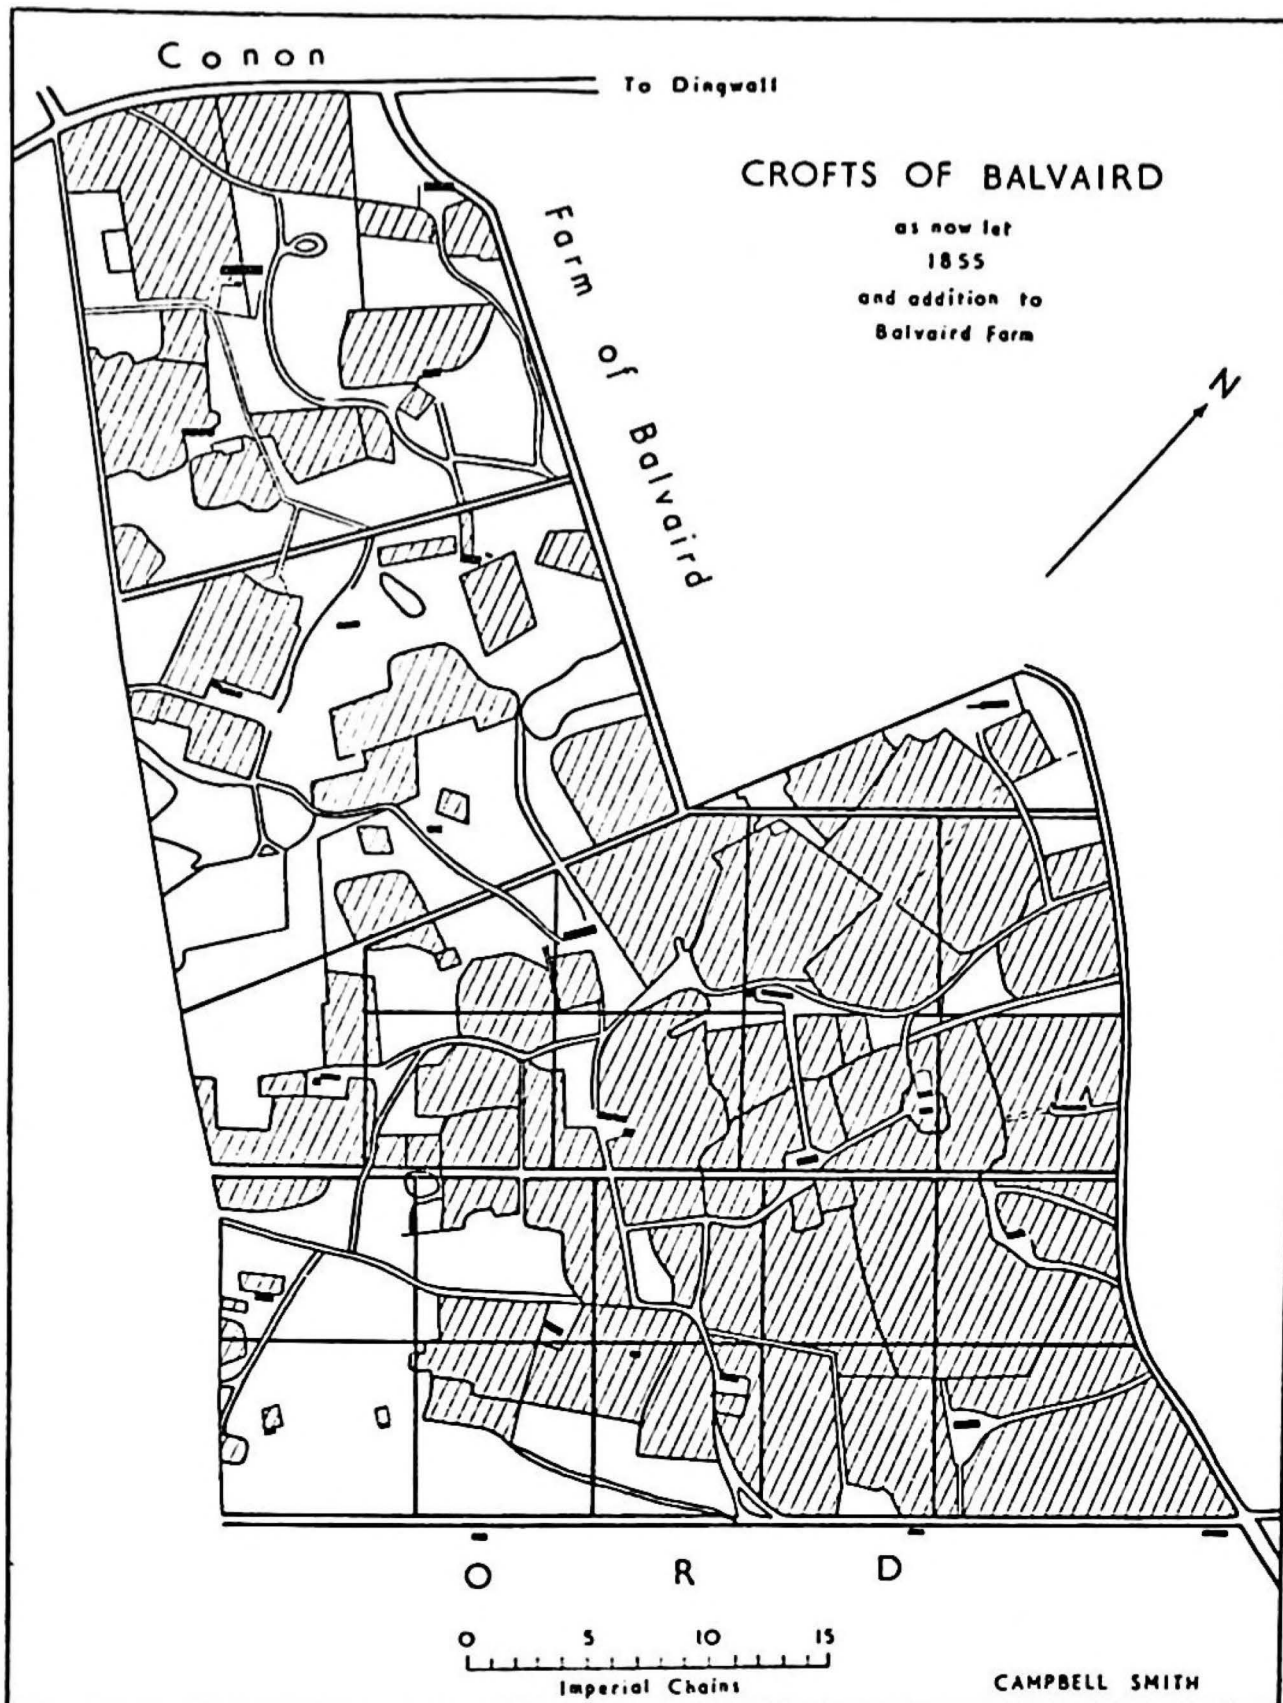 Conon
To Dingwall
CROFTS OF BALVAIRD
as now let
1855
and addition to
Balvaird Farm
Farm of Balvaird
N
ORD
0 5 10 15
Imperial Chains
CAMPBELL SMITH